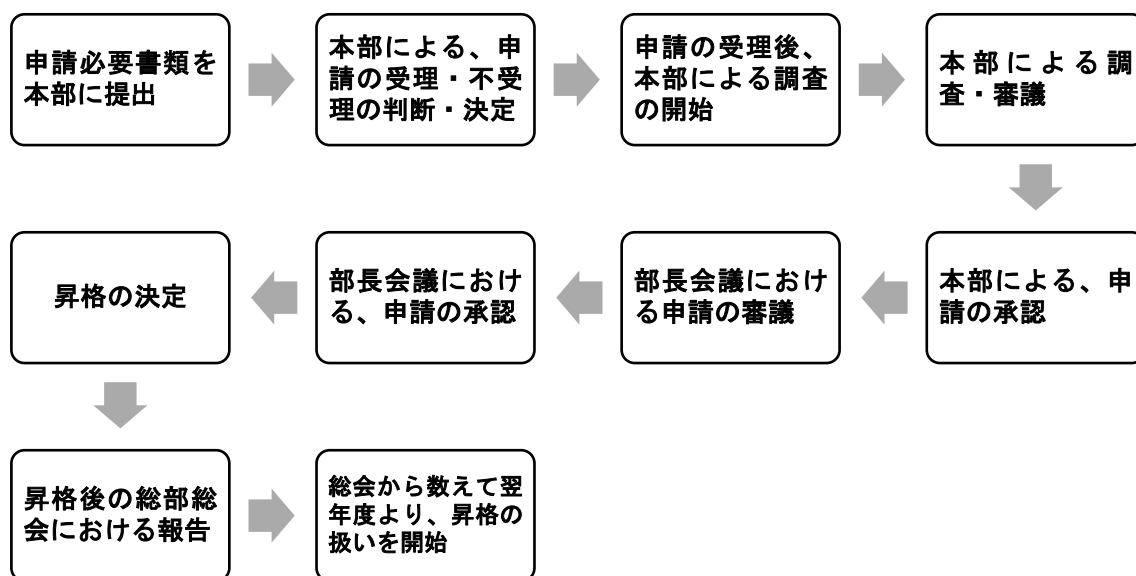 申請必要書類を
本部に提出
本部による、申
請の受理・不受
理の判断・決定
申請の受理後、
本部による調査
の開始
本部による調
査・審議
本部による、申
請の承認
部長会議におけ
る申請の審議
部長会議におけ
る、申請の承認
昇格の決定
昇格後の総部総
会における報告
総会から数えて翌
年度より、昇格の
扱いを開始